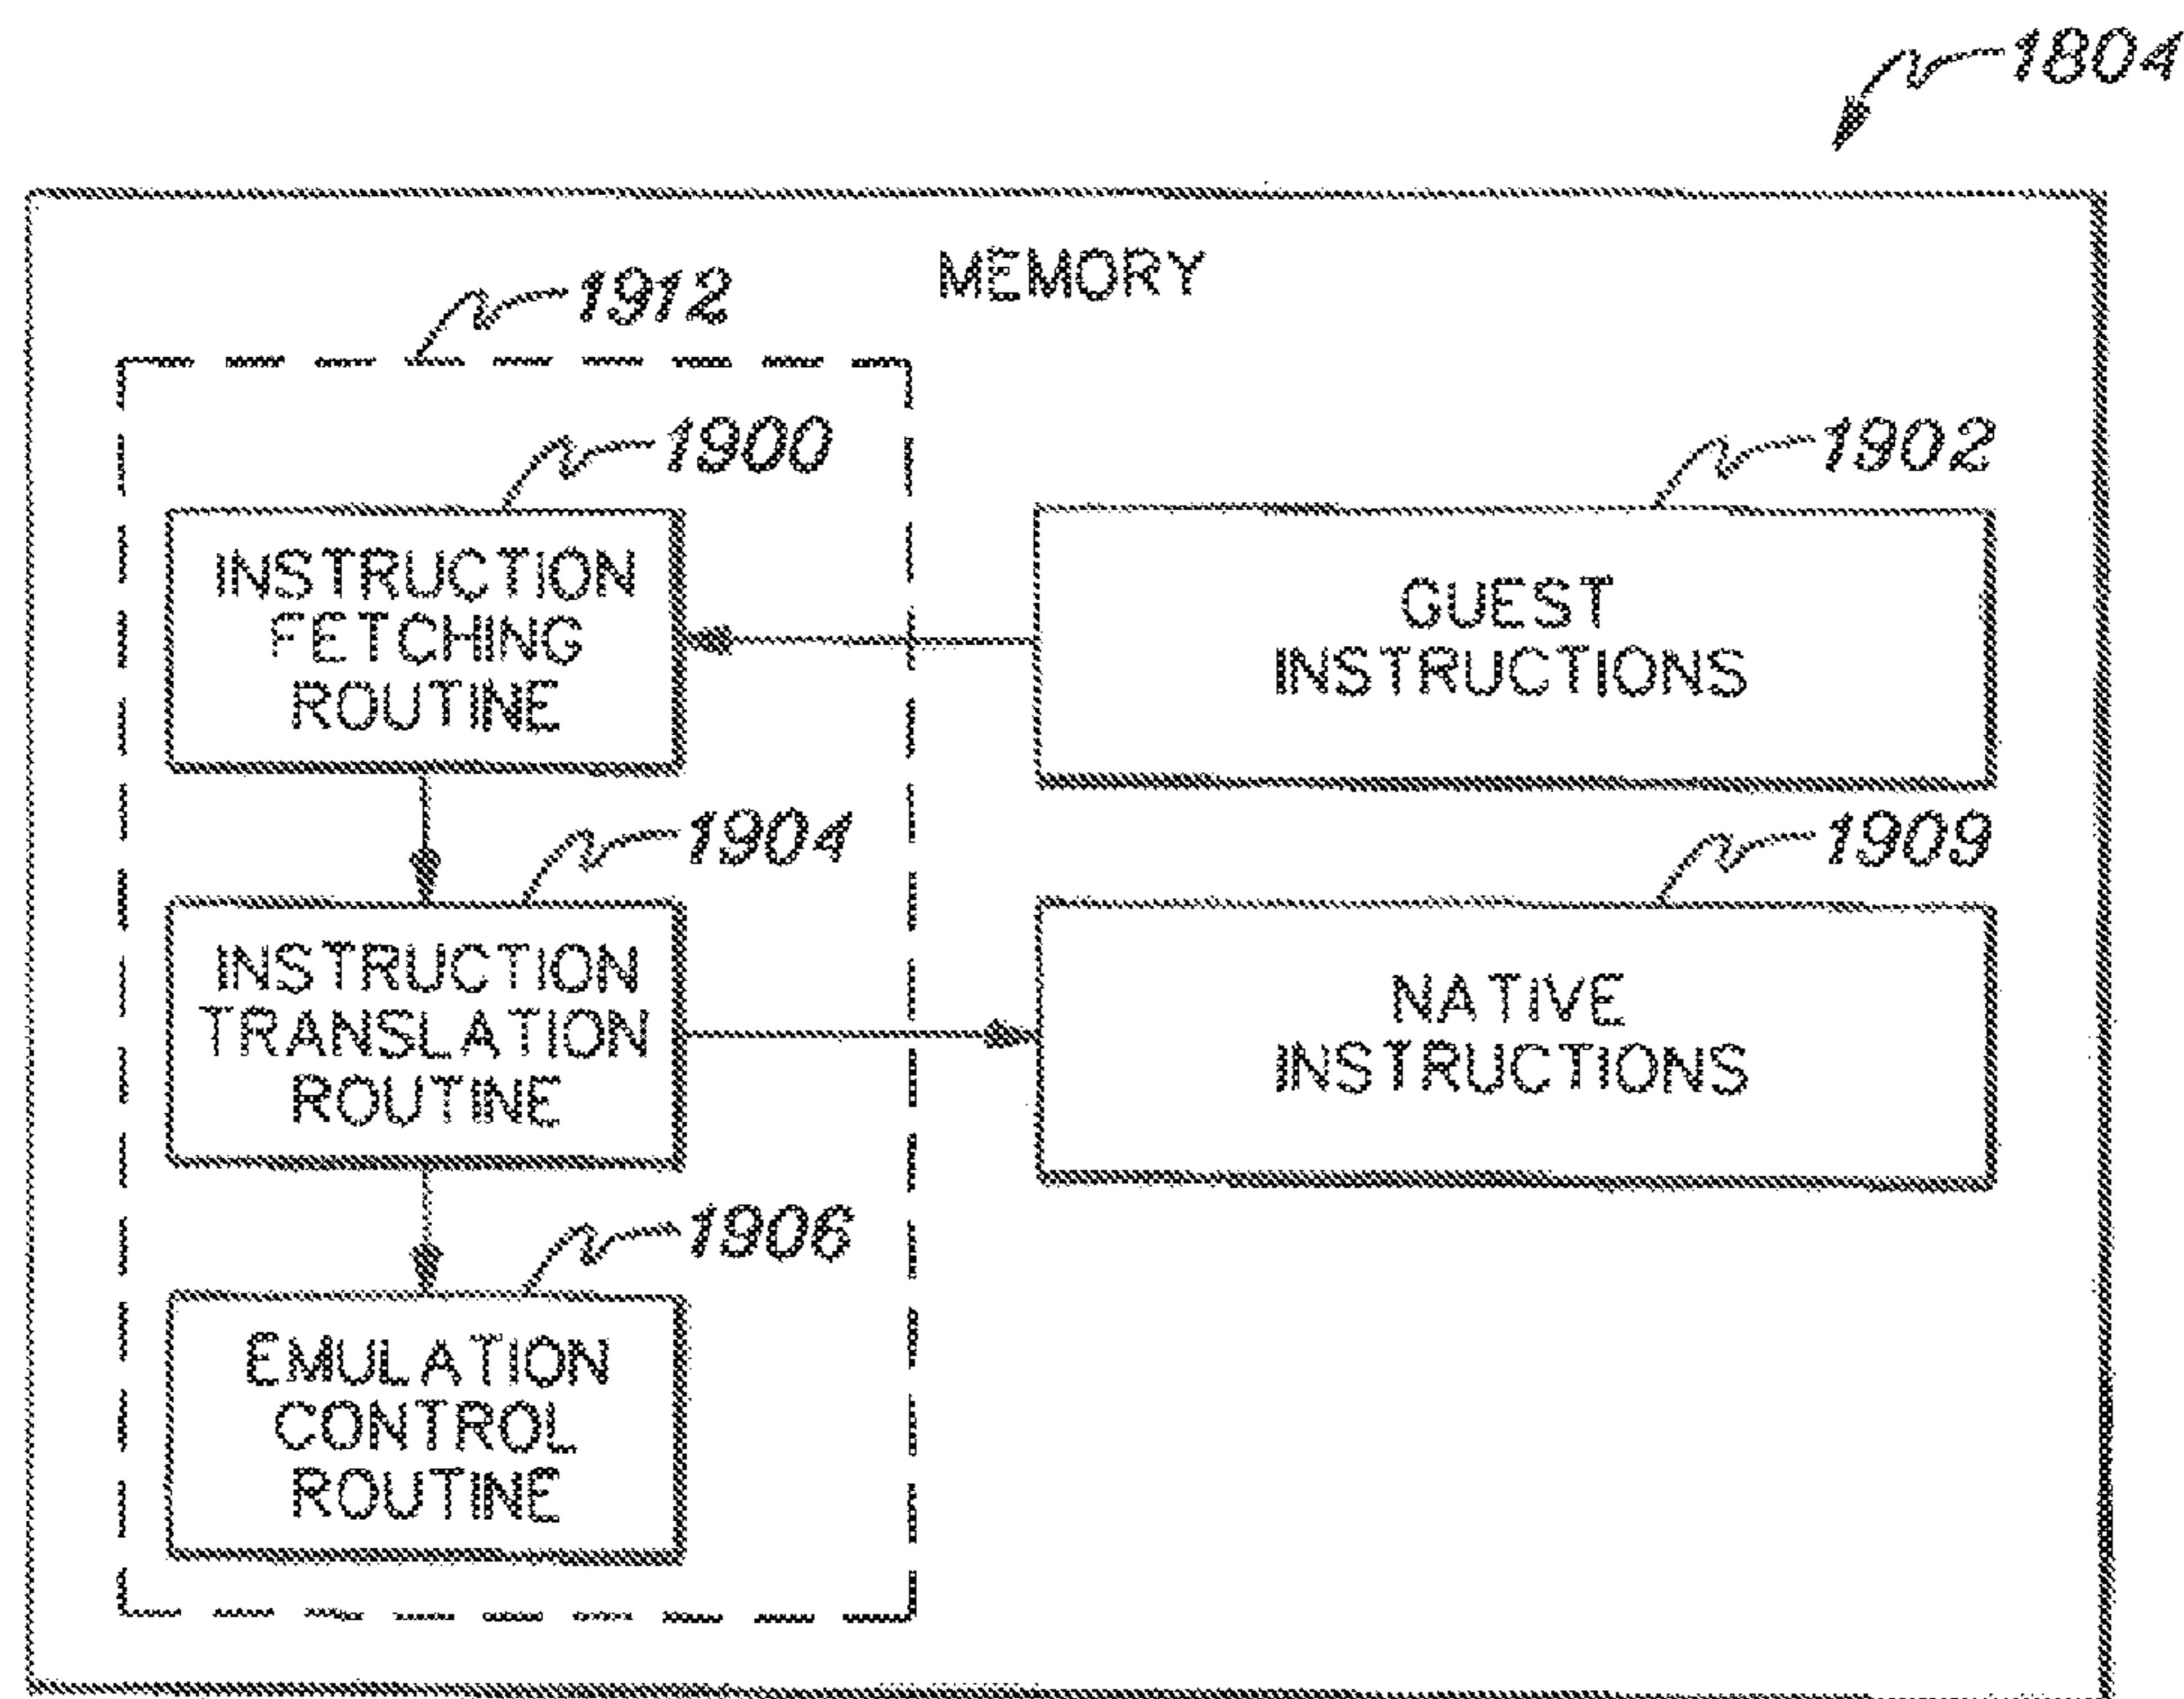 1804
MEMORY
1912
1900
INSTRUCTION
FETCHING
ROUTINE
1902
GUEST
INSTRUCTIONS
1904
INSTRUCTION
TRANSLATION
ROUTINE
1909
NATIVE
INSTRUCTIONS
1906
EMULATION
CONTROL
ROUTINE